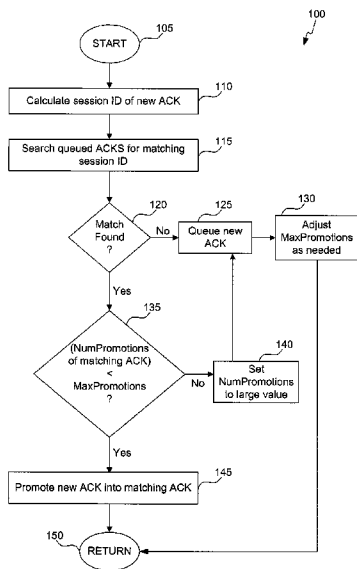 100
105
START
110
Calculate session ID of new ACK
115
Search queued ACKS for matching
session ID
120
Match
Found
?
No
125
Queue new
ACK
130
Adjust
MaxPromotions
as needed
Yes
135
(NumPromotions
of matching ACK)
<
MaxPromotions
?
No
140
Set
NumPromotions
to large value
Yes
145
Promote new ACK into matching ACK
150
RETURN